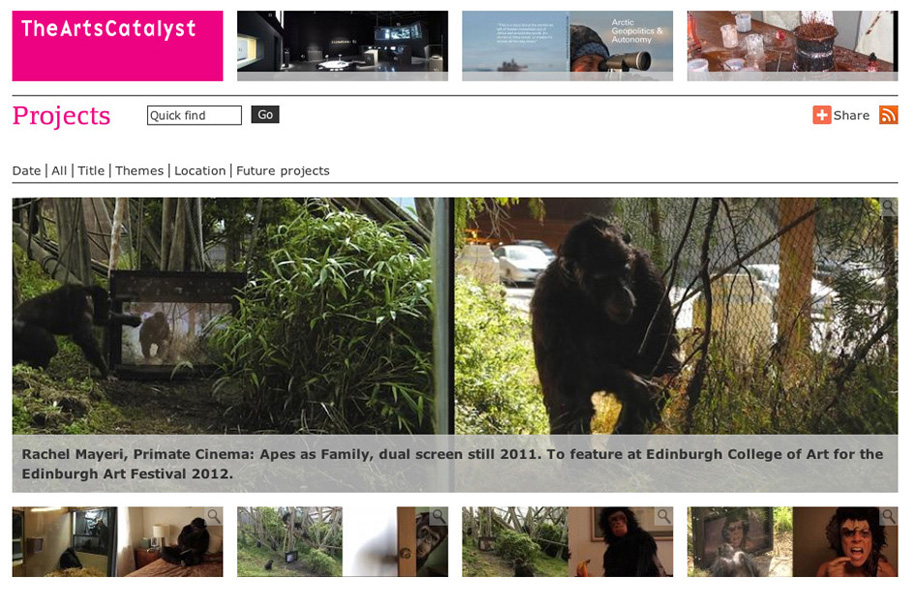 TheArtsCatalyst
Arctic
Geopolitics &
Autonomy
Projects
Quick find
Go
Share
Date | All | Title | Themes | Location | Future projects
Rachel Mayeri, Primate Cinema: Apes as Family, dual screen still 2011. To feature at Edinburgh College of Art for the
Edinburgh Art Festival 2012.